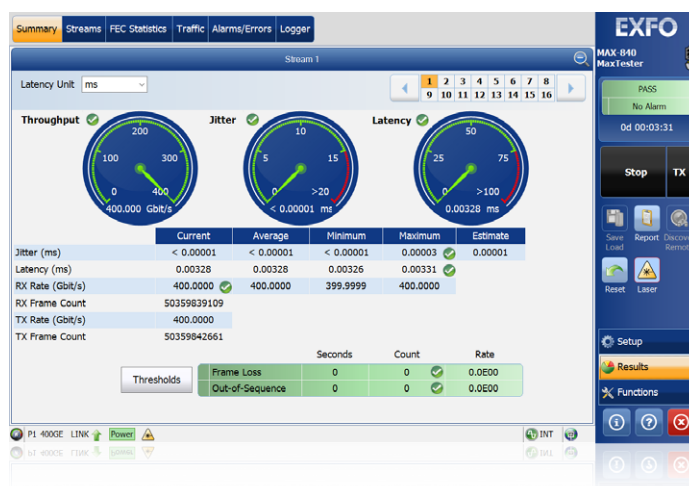 Summary Streams FEC Statistics Traffic Alarms/Errors Logger
EXFO
MAX-840
MaxTester
Stream 1
Latency Unit ms
1 2 3 4 5 6 7 8
9 10 11 12 13 14 15 16
PASS
No Alarm
0d 00:03:31
Throughput Jitter Latency
200
100 300
0 400
400.000 Gbit/s
10
5 15
0 >20
< 0.00001 ms
50
25 75
0 >100
0.00328 ms
Stop TX
Save Load
Report
Reset Laser
Current Average Minimum Maximum Estimate
Jitter (ms) < 0.00001 < 0.00001 < 0.00001 0.00003 0.00001
Latency (ms) 0.00328 0.00328 0.00326 0.00331
RX Rate (Gbit/s) 400.0000 400.0000 399.9999 400.0000
RX Frame Count 50359839109
TX Rate (Gbit/s) 400.0000
TX Frame Count 50359842661
Seconds Count Rate
Thresholds
Frame Loss 0 0 0.0E00
Out-of-Sequence 0 0 0.0E00
Setup
Results
Functions
P1 400GE LINK Power INT